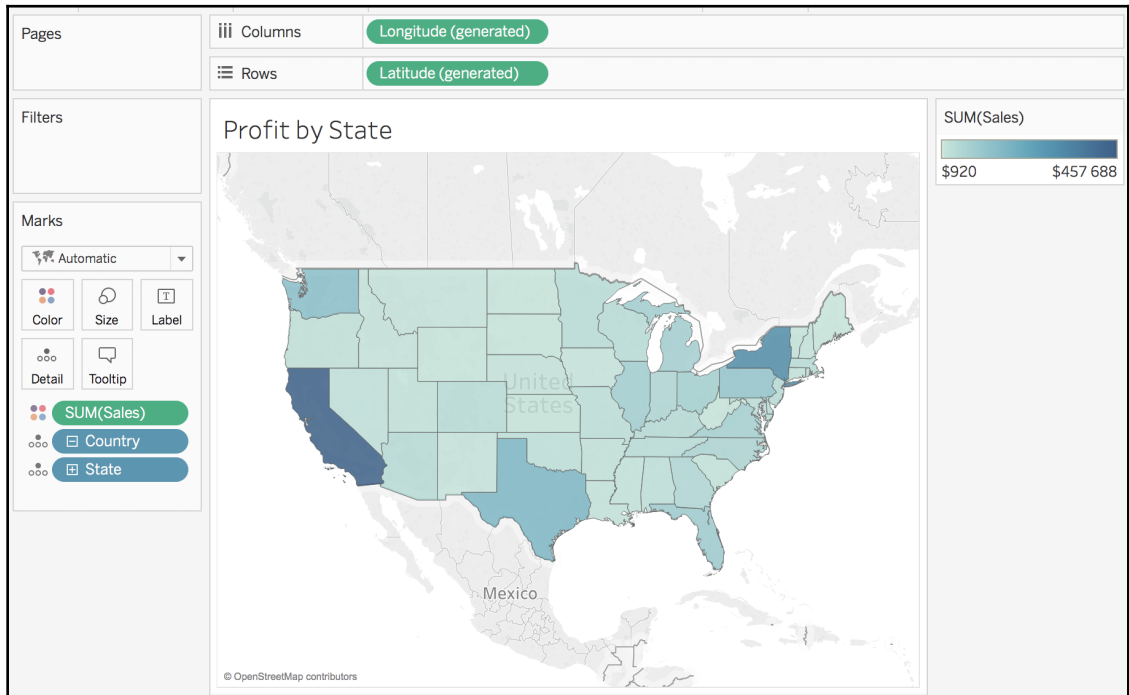 Pages
Columns
Longitude (generated)
Rows
Latitude (generated)
Filters
Marks
Automatic
Color
Size
Label
Detail
Tooltip
SUM(Sales)
Country
State
Profit by State
United
States
Mexico
© OpenStreetMap contributors
SUM(Sales)
$920
$457 688